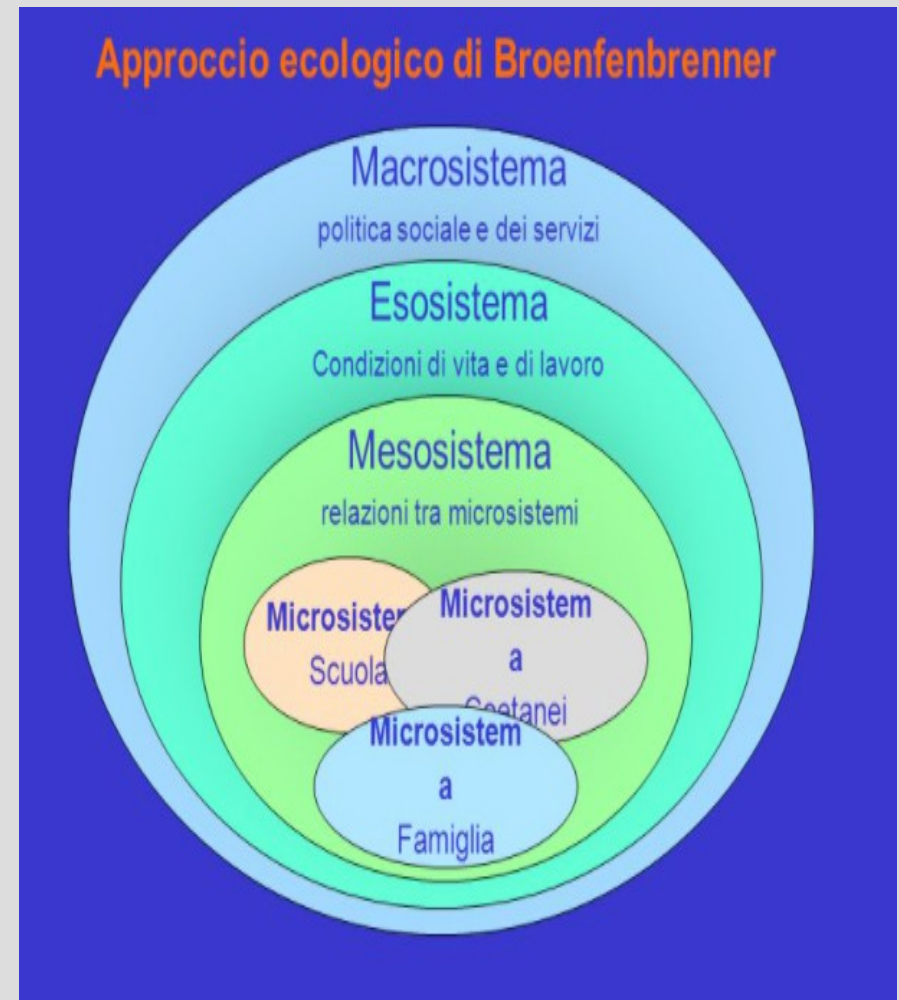 Approccio ecologico di Broenfenbrenner
Macrosistema
politica sociale e dei servizi
Esosistema
Condizioni di vita e di lavoro
Mesosistema
relazioni tra microsistemi
Microsistem
Scuola
Microsistem
a
Coetanei
Microsistem
a
Famiglia